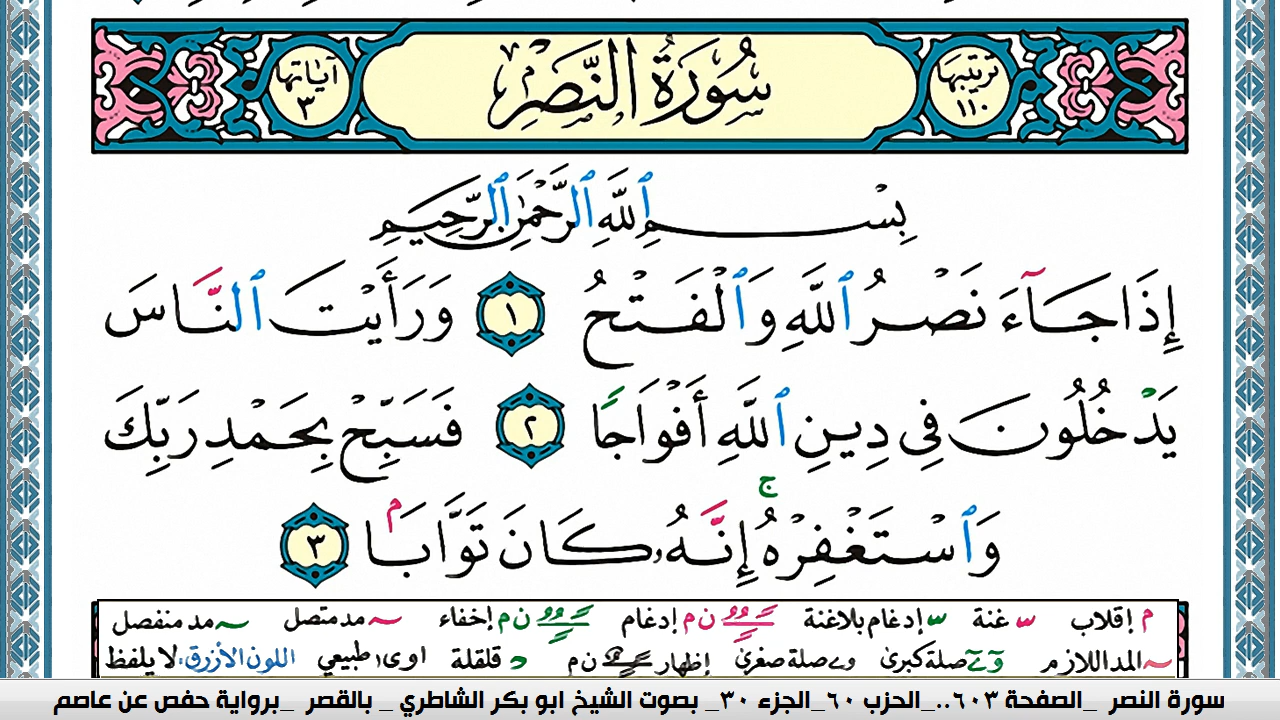 ترتيبها ١١٠
سُورَةُ النَّصْرِ
آياتها ٣
بِسْمِ ٱللَّهِ ٱلرَّحْمَٰنِ ٱلرَّحِيمِ
إِذَا جَآءَ نَصْرُ ٱللَّهِ وَٱلْفَتْحُ ١ وَرَأَيْتَ ٱلنَّاسَ
يَدْخُلُونَ فِى دِينِ ٱللَّهِ أَفْوَاجًا ٢ فَسَبِّحْ بِحَمْدِ رَبِّكَ
وَٱسْتَغْفِرْهُ ۚ إِنَّهُۥ كَانَ تَوَّابَۢا ٣
م إقلاب غنة إدغام بلاغنة ن م إدغام ن م إخفاء مد متصل مد منفصل
المد اللازم صلة كبرى صلة صغرى إظهار ن م قلقلة اوى طبيعي اللون الأزرق: لا يلفظ
سورة النصر _الصفحة ٦٠٣.._الحزب ٦٠_الجزء ٣٠_ بصوت الشيخ ابو بكر الشاطري _ بالقصر _برواية حفص عن عاصم